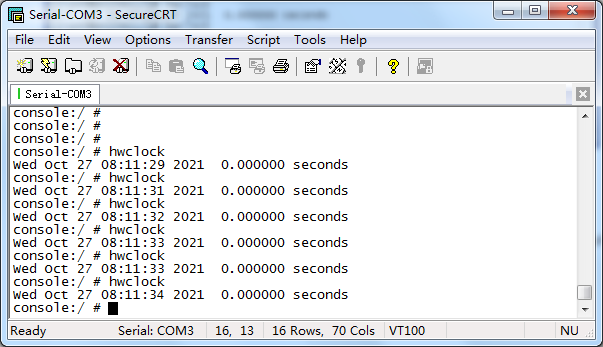 Serial-COM3 - SecureCRT
File Edit View Options Transfer Script Tools Help
Serial-COM3
console:/ #
console:/ #
console:/ #
console:/ # hwclock
Wed Oct 27 08:11:29 2021  0.000000 seconds
console:/ # hwclock
Wed Oct 27 08:11:31 2021  0.000000 seconds
console:/ # hwclock
Wed Oct 27 08:11:32 2021  0.000000 seconds
console:/ # hwclock
Wed Oct 27 08:11:33 2021  0.000000 seconds
console:/ # hwclock
Wed Oct 27 08:11:33 2021  0.000000 seconds
console:/ # hwclock
Wed Oct 27 08:11:34 2021  0.000000 seconds
console:/ #
Ready Serial: COM3 16, 13 16 Rows, 70 Cols VT100 NU